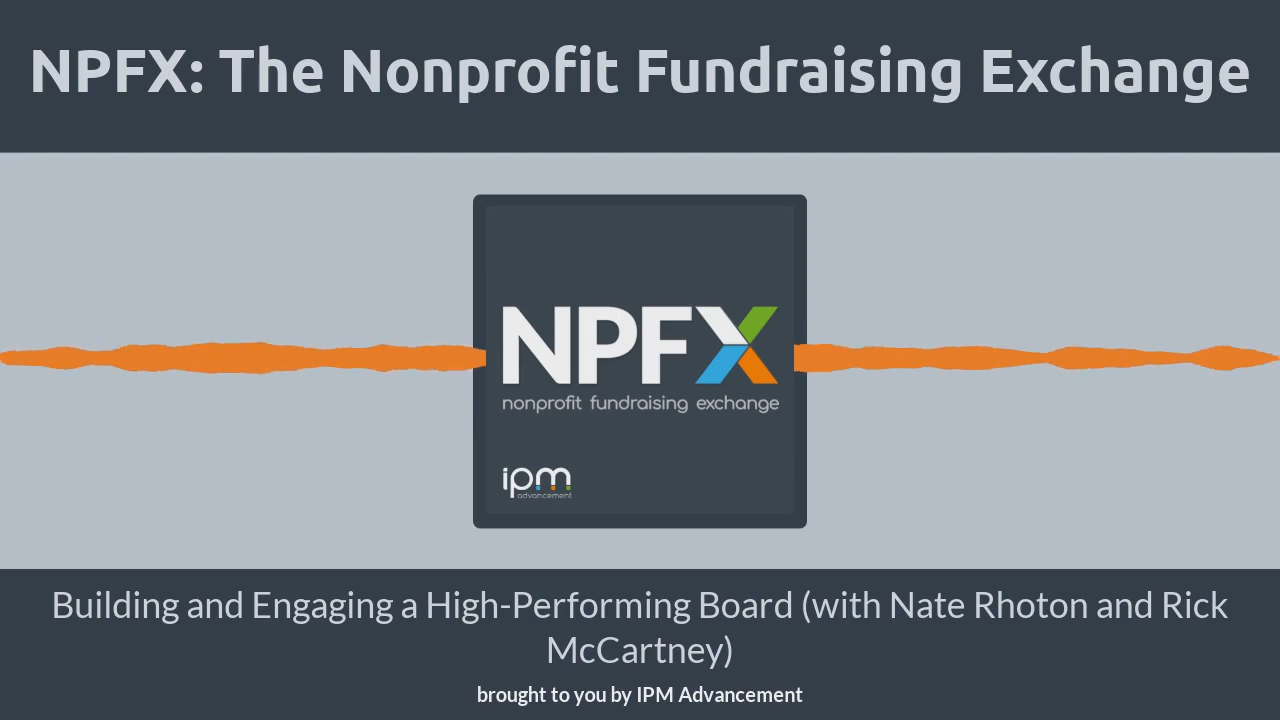 NPFX: The Nonprofit Fundraising Exchange
NPFX
nonprofit fundraising exchange
ipm
advancement
Building and Engaging a High-Performing Board (with Nate Rhoton and Rick
McCartney)
brought to you by IPM Advancement